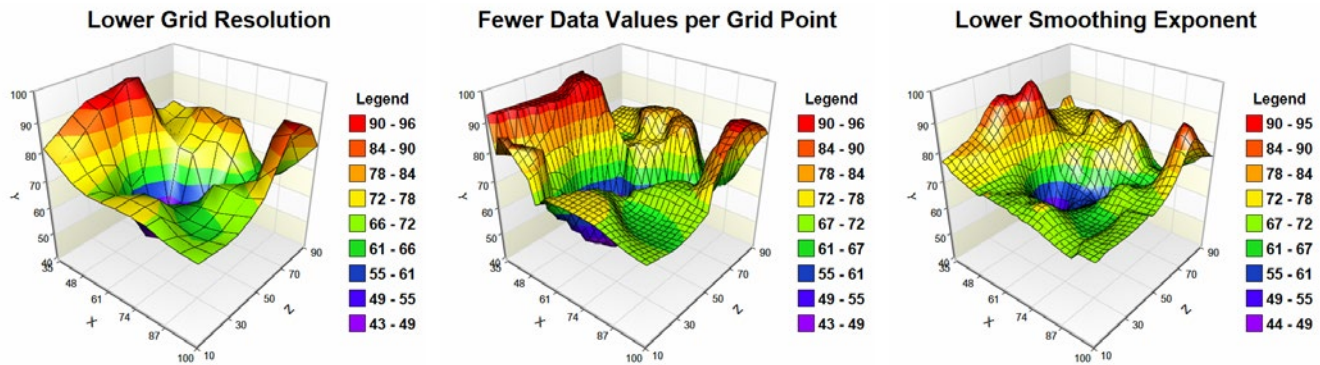 Lower Grid Resolution
100
90
80
70
60
50
40
Y
35
48
61
74
87
100
X
10
30
50
70
90
Z
Legend
90 - 96
84 - 90
78 - 84
72 - 78
66 - 72
61 - 66
55 - 61
49 - 55
43 - 49
Fewer Data Values per Grid Point
100
90
80
70
60
50
40
Y
35
48
61
74
87
100
X
10
30
50
70
90
Z
Legend
90 - 96
84 - 90
78 - 84
72 - 78
67 - 72
61 - 67
55 - 61
49 - 55
43 - 49
Lower Smoothing Exponent
100
90
80
70
60
50
40
Y
35
48
61
74
87
100
X
10
30
50
70
90
Z
Legend
90 - 95
84 - 90
78 - 84
72 - 78
67 - 72
61 - 67
55 - 61
49 - 55
44 - 49